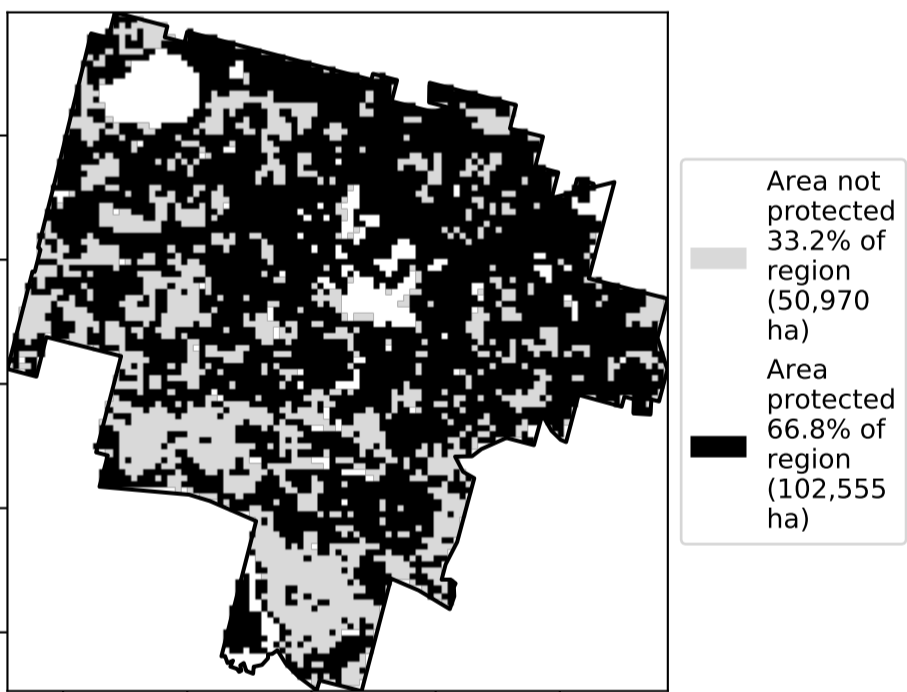 Area not
protected
33.2% of
region
(50,970
ha)
Area
protected
66.8% of
region
(102,555
ha)